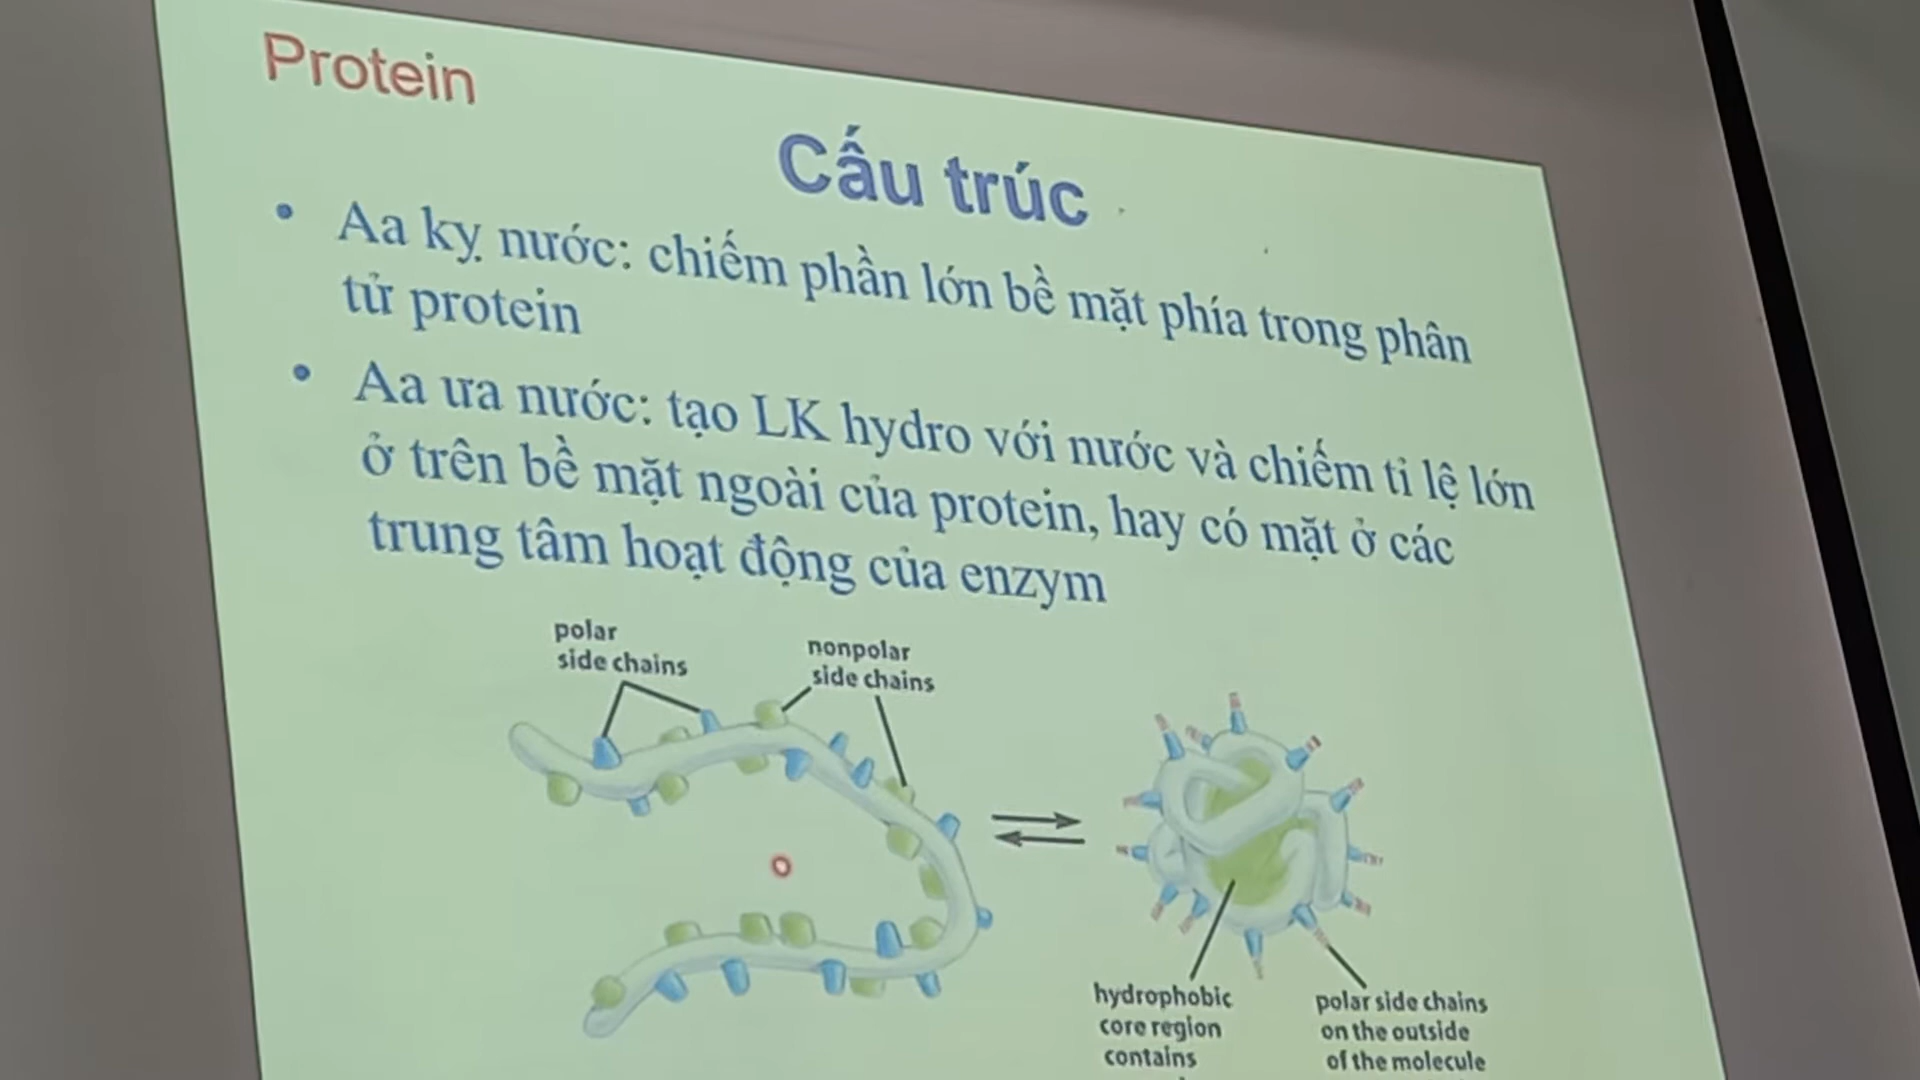 Protein
Cấu trúc
• Aa kỵ nước: chiếm phần lớn bề mặt phía trong phân
tử protein
• Aa ưa nước: tạo LK hydro với nước và chiếm tỉ lệ lớn
ở trên bề mặt ngoài của protein, hay có mặt ở các
trung tâm hoạt động của enzym
polar
side chains
nonpolar
side chains
hydrophobic
core region
contains
polar side chains
on the outside
of the molecule